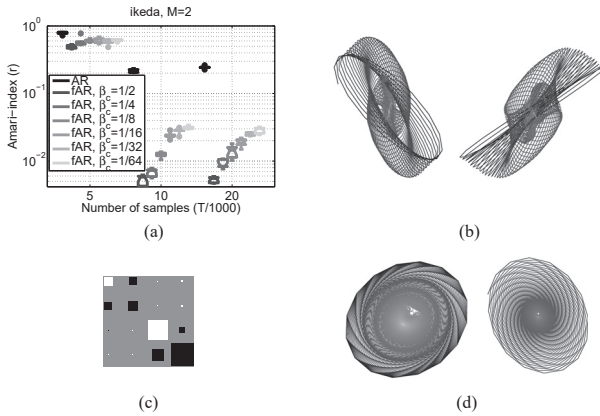 ikeda, M=2
Amari-index (r)
10^0
10^-1
10^-2
AR
fAR, β_c=1/2
fAR, β_c=1/4
fAR, β_c=1/8
fAR, β_c=1/16
fAR, β_c=1/32
fAR, β_c=1/64
5 10 20
Number of samples (T/1000)
(a)
(b)
(c)
(d)